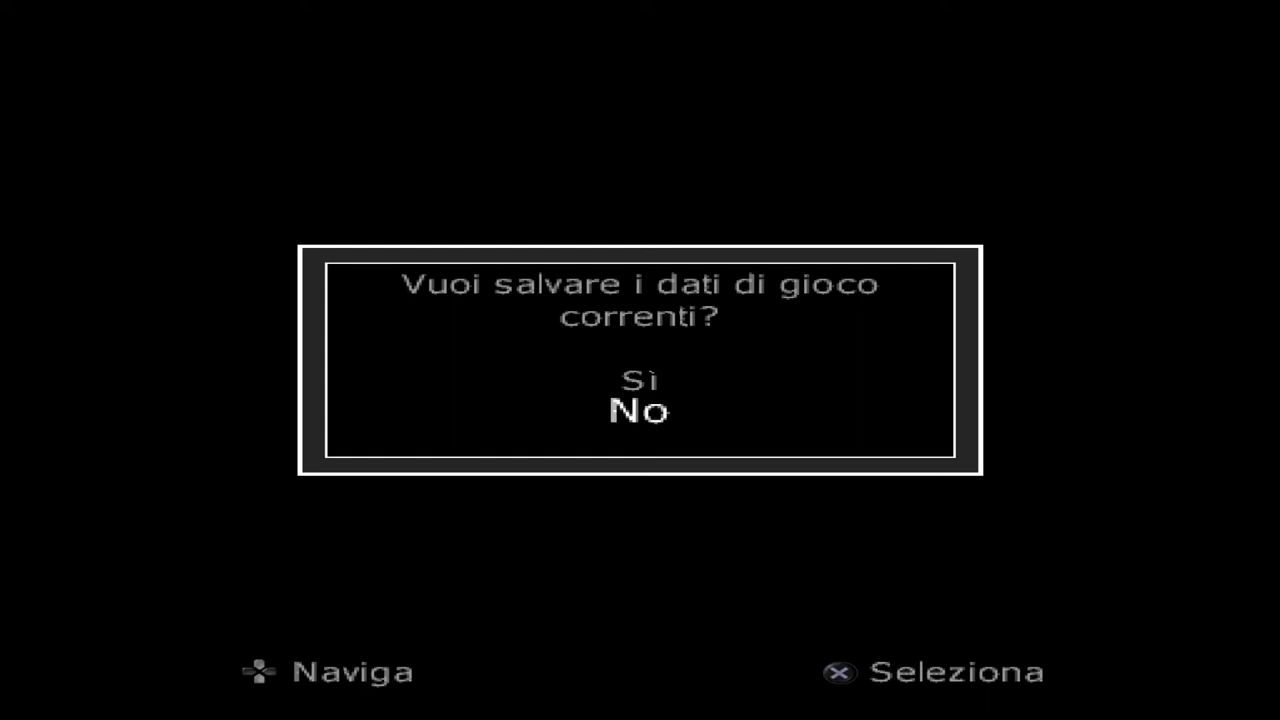 Vuoi salvare i dati di gioco
correnti?
Sì
No
Naviga
Seleziona